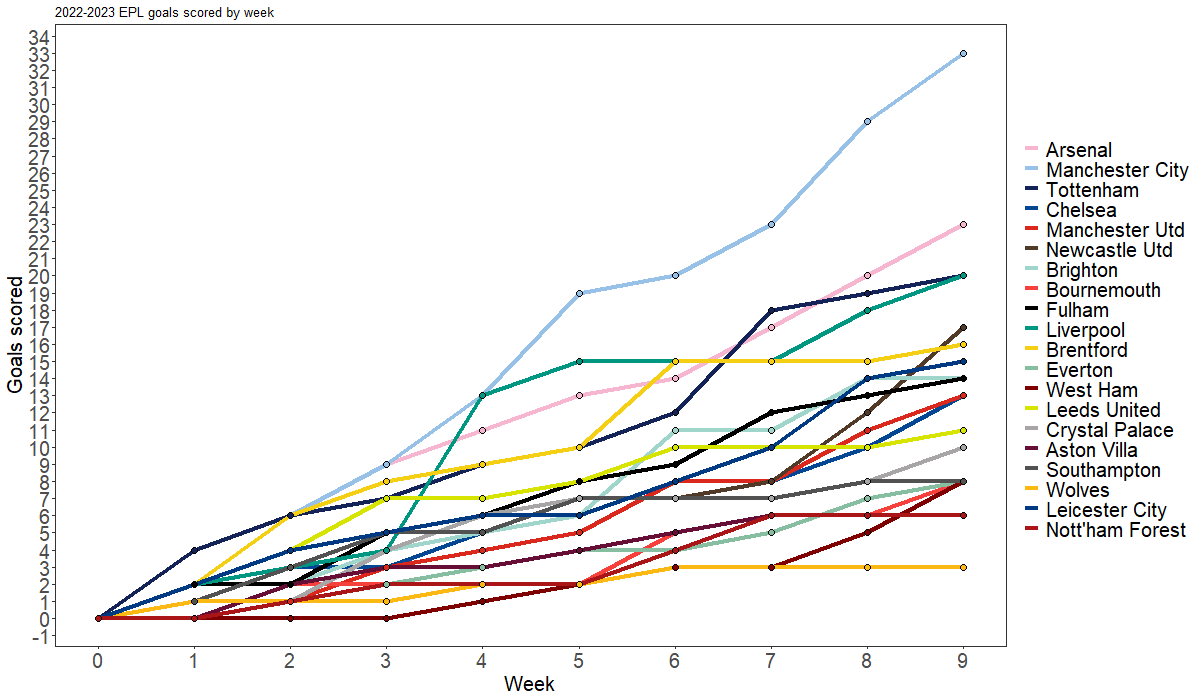 2022-2023 EPL goals scored by week
34
33
32
31
30
29
28
27
26
25
24
23
22
21
20
19
18
17
16
15
14
13
12
11
10
9
8
7
6
5
4
3
2
1
0
-1
Goals scored
0 1 2 3 4 5 6 7 8 9
Week
Arsenal
Manchester City
Tottenham
Chelsea
Manchester Utd
Newcastle Utd
Brighton
Bournemouth
Fulham
Liverpool
Brentford
Everton
West Ham
Leeds United
Crystal Palace
Aston Villa
Southampton
Wolves
Leicester City
Nott'ham Forest